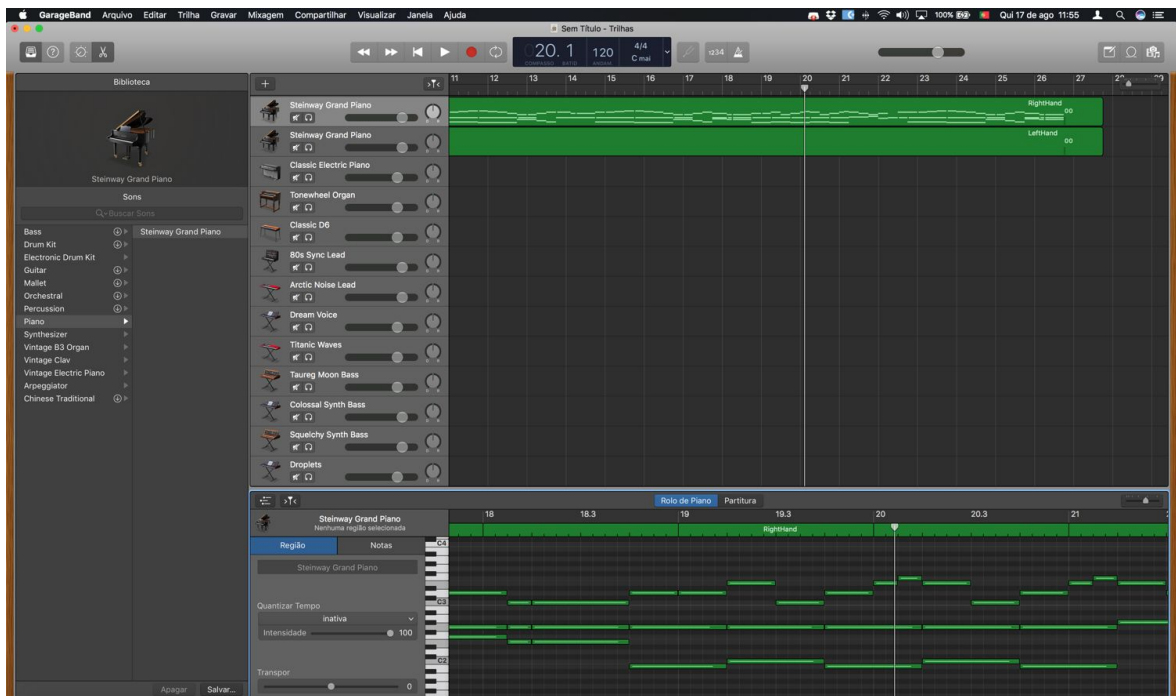 GarageBand Arquivo Editar Trilha Gravar Mixagem Compartilhar Visualizar Janela Ajuda 100% Qui 17 de ago 11:55
Sem Título - Trilhas
20. 1 120 4/4
C mai
COMPASSO BATID ANDAM
1234
Biblioteca
Steinway Grand Piano
Sons
Buscar Sons
Bass Steinway Grand Piano
Drum Kit
Electronic Drum Kit
Guitar
Mallet
Orchestral
Percussion
Piano
Synthesizer
Vintage B3 Organ
Vintage Clav
Vintage Electric Piano
Arpeggiator
Chinese Traditional
Apagar Salvar...
11 12 13 14 15 16 17 18 19 20 21 22 23 24 25 26 27
Steinway Grand Piano
RightHand
Steinway Grand Piano
LeftHand
Classic Electric Piano
Tonewheel Organ
Classic D6
80s Sync Lead
Arctic Noise Lead
Dream Voice
Titanic Waves
Taureg Moon Bass
Colossal Synth Bass
Squelchy Synth Bass
Droplets
Rolo de Piano Partitura
18 18.3 19 19.3 20 20.3 21
Steinway Grand Piano
Nenhuma região selecionada
RightHand
Região Notas
C4
Steinway Grand Piano
Quantizar Tempo
C3
inativa
Intensidade 100
C2
Transpor
0